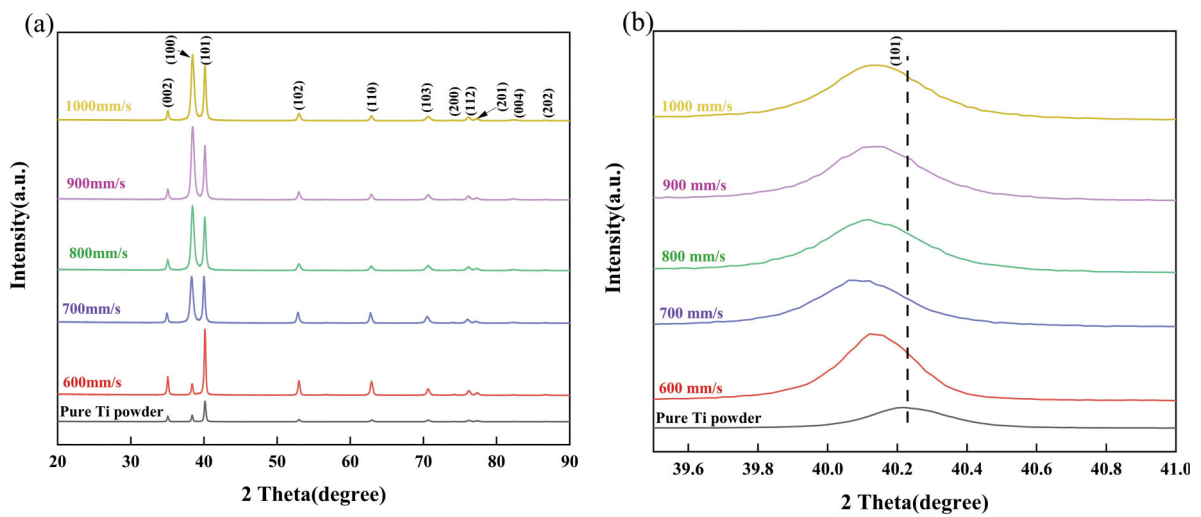 (a)
(002)
(100)
(101)
(102)
(110)
(103)
(200)
(112)
(201)
(004)
(202)
1000mm/s
900mm/s
800mm/s
700mm/s
600mm/s
Pure Ti powder
Intensity(a.u.)
20 30 40 50 60 70 80 90
2 Theta(degree)
(b)
(101)
1000 mm/s
900 mm/s
800 mm/s
700 mm/s
600 mm/s
Pure Ti powder
Intensity(a.u.)
39.6 39.8 40.0 40.2 40.4 40.6 40.8 41.0
2 Theta(degree)